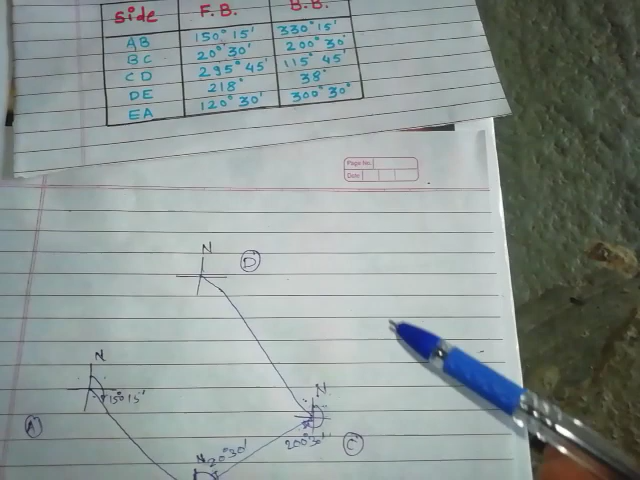 side F.B. B.B.
AB 150° 15' 330° 15'
BC 20° 30' 200° 30'
CD 295° 45' 115° 45'
DE 218° 38°
EA 120° 30' 300° 30'
Page No.
Date
N
D
N
15° 15'
N
A
200° 30'
C
N 20° 30'